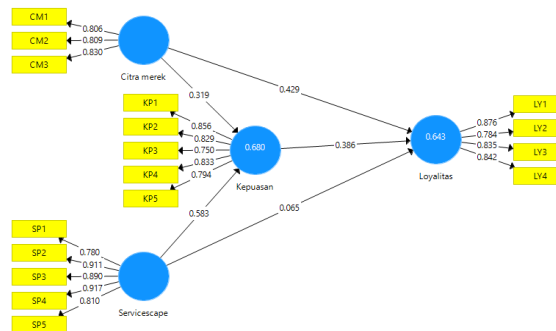 CM1
0.806
CM2
0.809
CM3
0.830
Citra merek
0.429
0.319
KP1
0.856
KP2
0.829
KP3
0.750
KP4
0.833
KP5
0.794
0.680
Kepuasan
0.386
0.643
Loyalitas
LY1
0.876
LY2
0.784
LY3
0.835
LY4
0.842
0.583
0.065
SP1
0.780
SP2
0.911
SP3
0.890
SP4
0.917
SP5
0.810
Servicescape